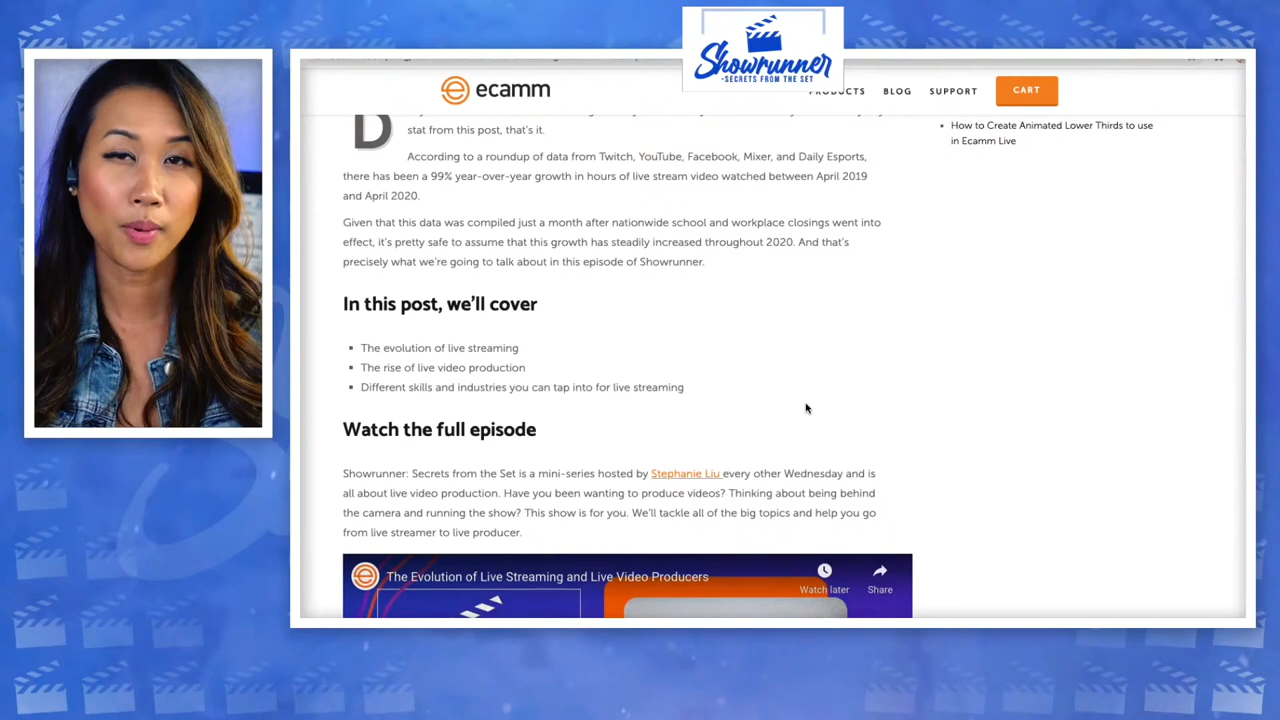 Showrunner
-SECRETS FROM THE SET-
ecamm
PRODUCTS
BLOG
SUPPORT
CART
D
stat from this post, that's it.
According to a roundup of data from Twitch, YouTube, Facebook, Mixer, and Daily Esports,
there has been a 99% year-over-year growth in hours of live stream video watched between April 2019
and April 2020.
Given that this data was compiled just a month after nationwide school and workplace closings went into
effect, it's pretty safe to assume that this growth has steadily increased throughout 2020. And that's
precisely what we're going to talk about in this episode of Showrunner.
In this post, we'll cover
▪ The evolution of live streaming
▪ The rise of live video production
▪ Different skills and industries you can tap into for live streaming
Watch the full episode
Showrunner: Secrets from the Set is a mini-series hosted by Stephanie Liu every other Wednesday and is
all about live video production. Have you been wanting to produce videos? Thinking about being behind
the camera and running the show? This show is for you. We'll tackle all of the big topics and help you go
from live streamer to live producer.
The Evolution of Live Streaming and Live Video Producers
Watch later
Share
• How to Create Animated Lower Thirds to use
in Ecamm Live